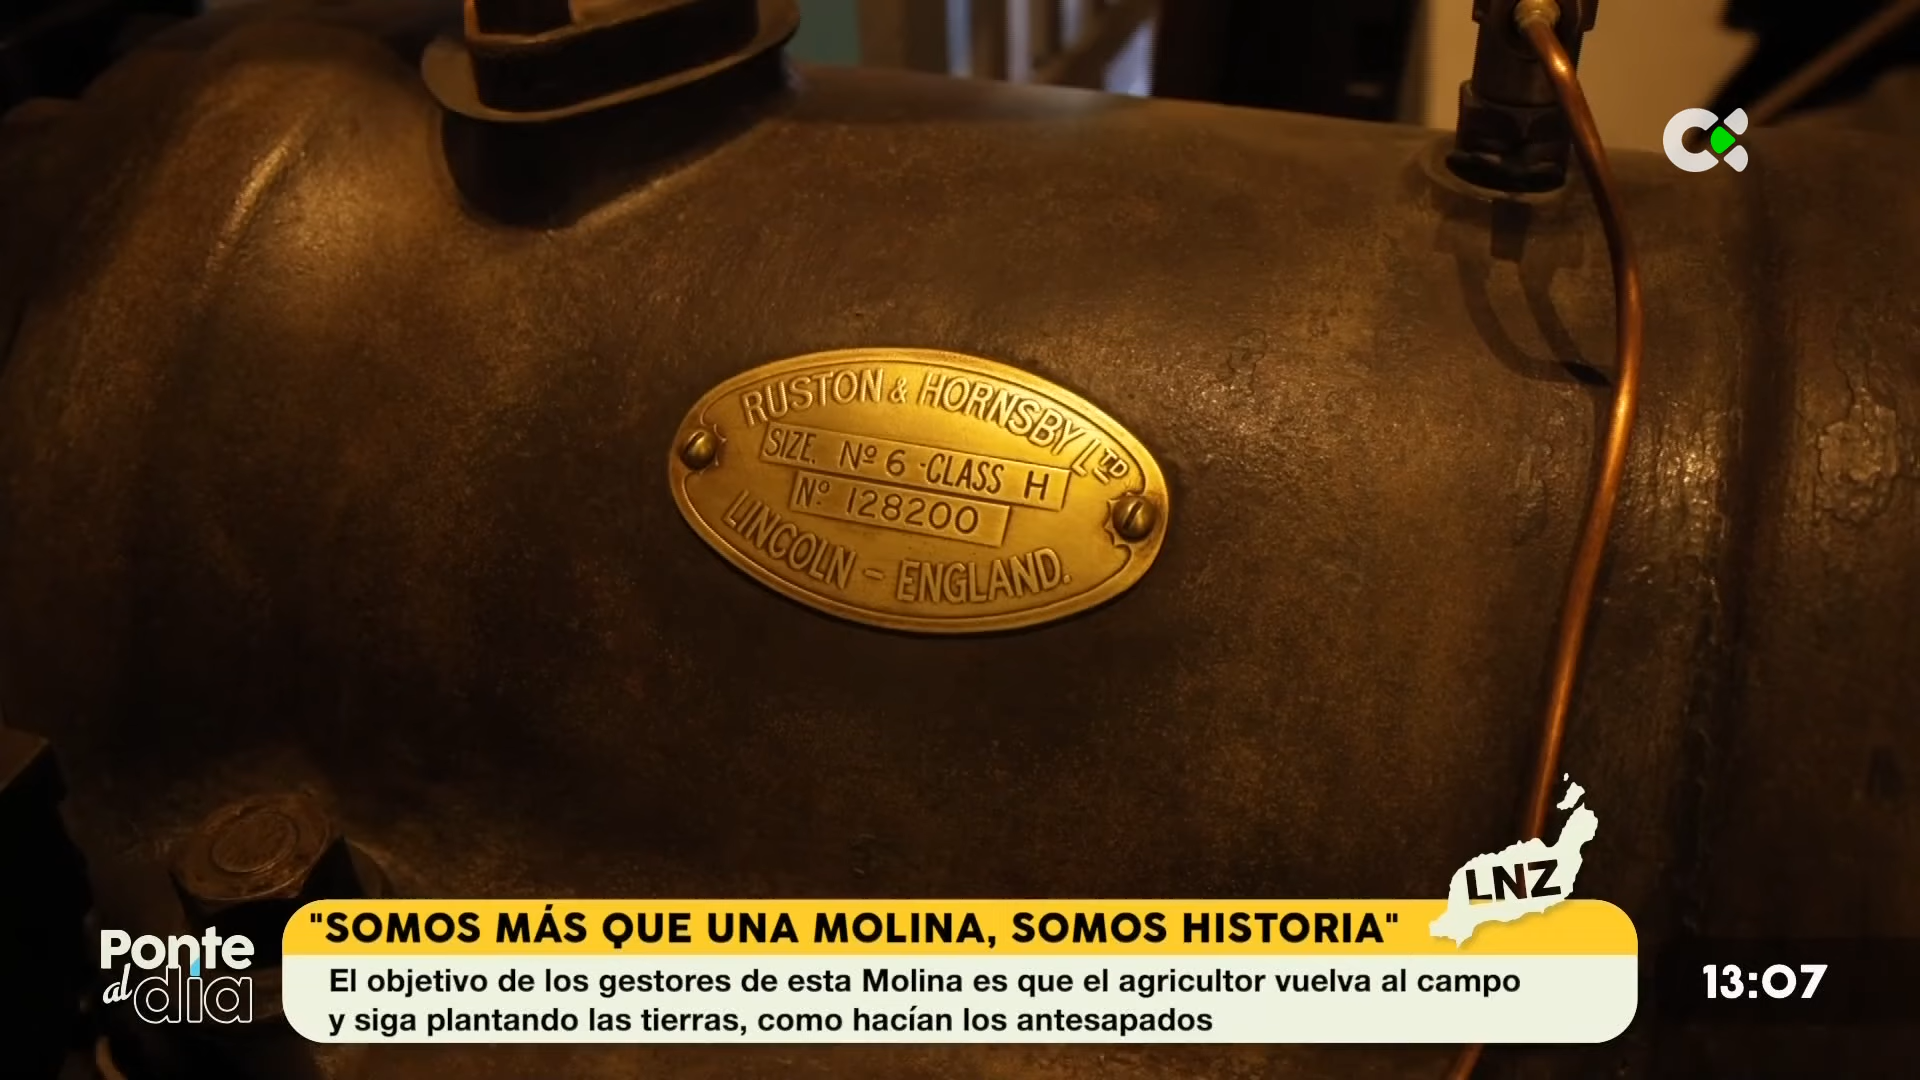 RUSTON & HORNSBY LTD
SIZE. Nº 6 - CLASS H
Nº 128200
LINCOLN - ENGLAND.
LNZ
"SOMOS MÁS QUE UNA MOLINA, SOMOS HISTORIA"
El objetivo de los gestores de esta Molina es que el agricultor vuelva al campo
y siga plantando las tierras, como hacían los antesapados
Ponte
al día
13:07